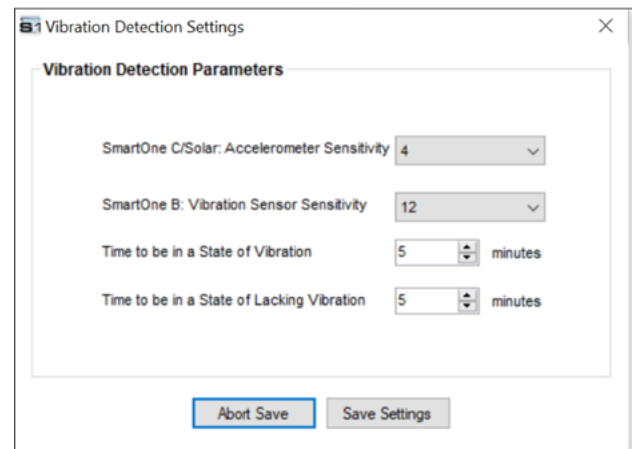 S1 Vibration Detection Settings
Vibration Detection Parameters
SmartOne C/Solar: Accelerometer Sensitivity 4
SmartOne B: Vibration Sensor Sensitivity 12
Time to be in a State of Vibration 5 minutes
Time to be in a State of Lacking Vibration 5 minutes
Abort Save Save Settings